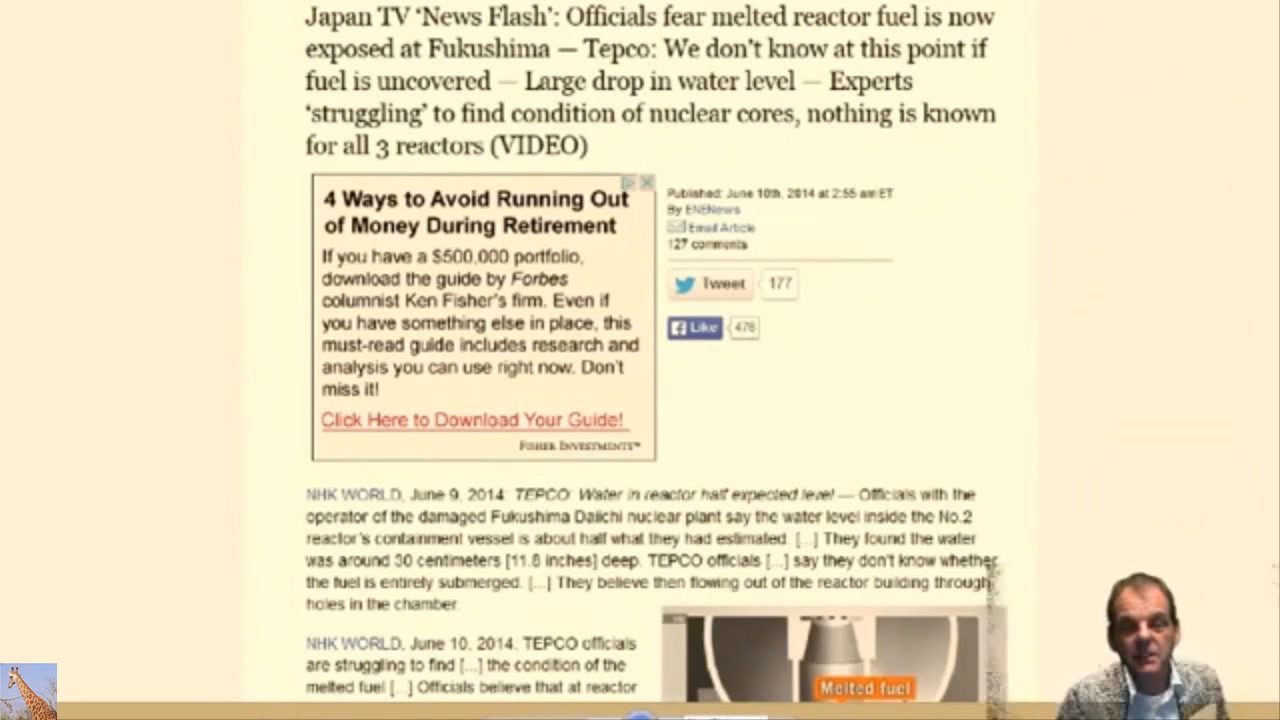 Japan TV ‘News Flash’: Officials fear melted reactor fuel is now
exposed at Fukushima — Tepco: We don’t know at this point if
fuel is uncovered — Large drop in water level — Experts
‘struggling’ to find condition of nuclear cores, nothing is known
for all 3 reactors (VIDEO)
4 Ways to Avoid Running Out
of Money During Retirement
If you have a $500,000 portfolio,
download the guide by Forbes
columnist Ken Fisher's firm. Even if
you have something else in place, this
must-read guide includes research and
analysis you can use right now. Don't
miss it!
Click Here to Download Your Guide!
FISHER INVESTMENTS™
Published: June 10th, 2014 at 2:55 am ET
By ENENews
Email Article
127 comments
Tweet 177
Like 478
NHK WORLD, June 9, 2014: TEPCO: Water in reactor half expected level — Officials with the
operator of the damaged Fukushima Daiichi nuclear plant say the water level inside the No.2
reactor's containment vessel is about half what they had estimated. [...] They found the water
was around 30 centimeters [11.8 inches] deep. TEPCO officials [...] say they don't know whether
the fuel is entirely submerged. [...] They believe then flowing out of the reactor building through
holes in the chamber.
NHK WORLD, June 10, 2014: TEPCO officials
are struggling to find [...] the condition of the
melted fuel [...] Officials believe that at reactor
Melted fuel